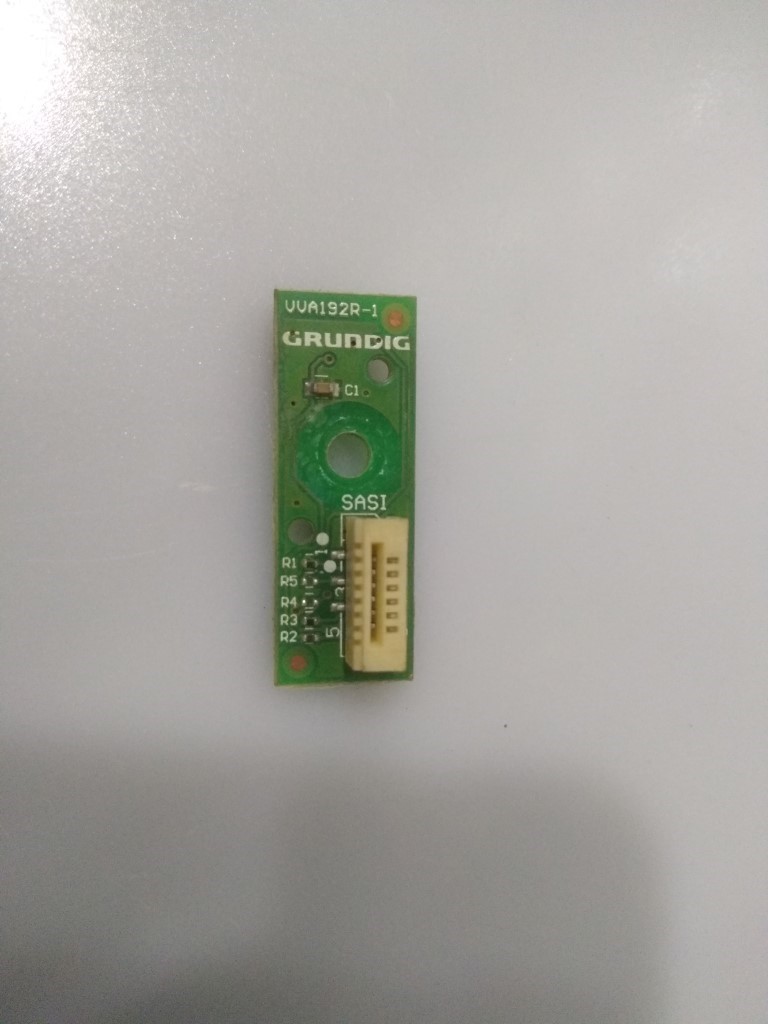 VVA192R-1
GRUNDIG
C1
SASI
1
R1
R5
3
R4
R3
5
R2